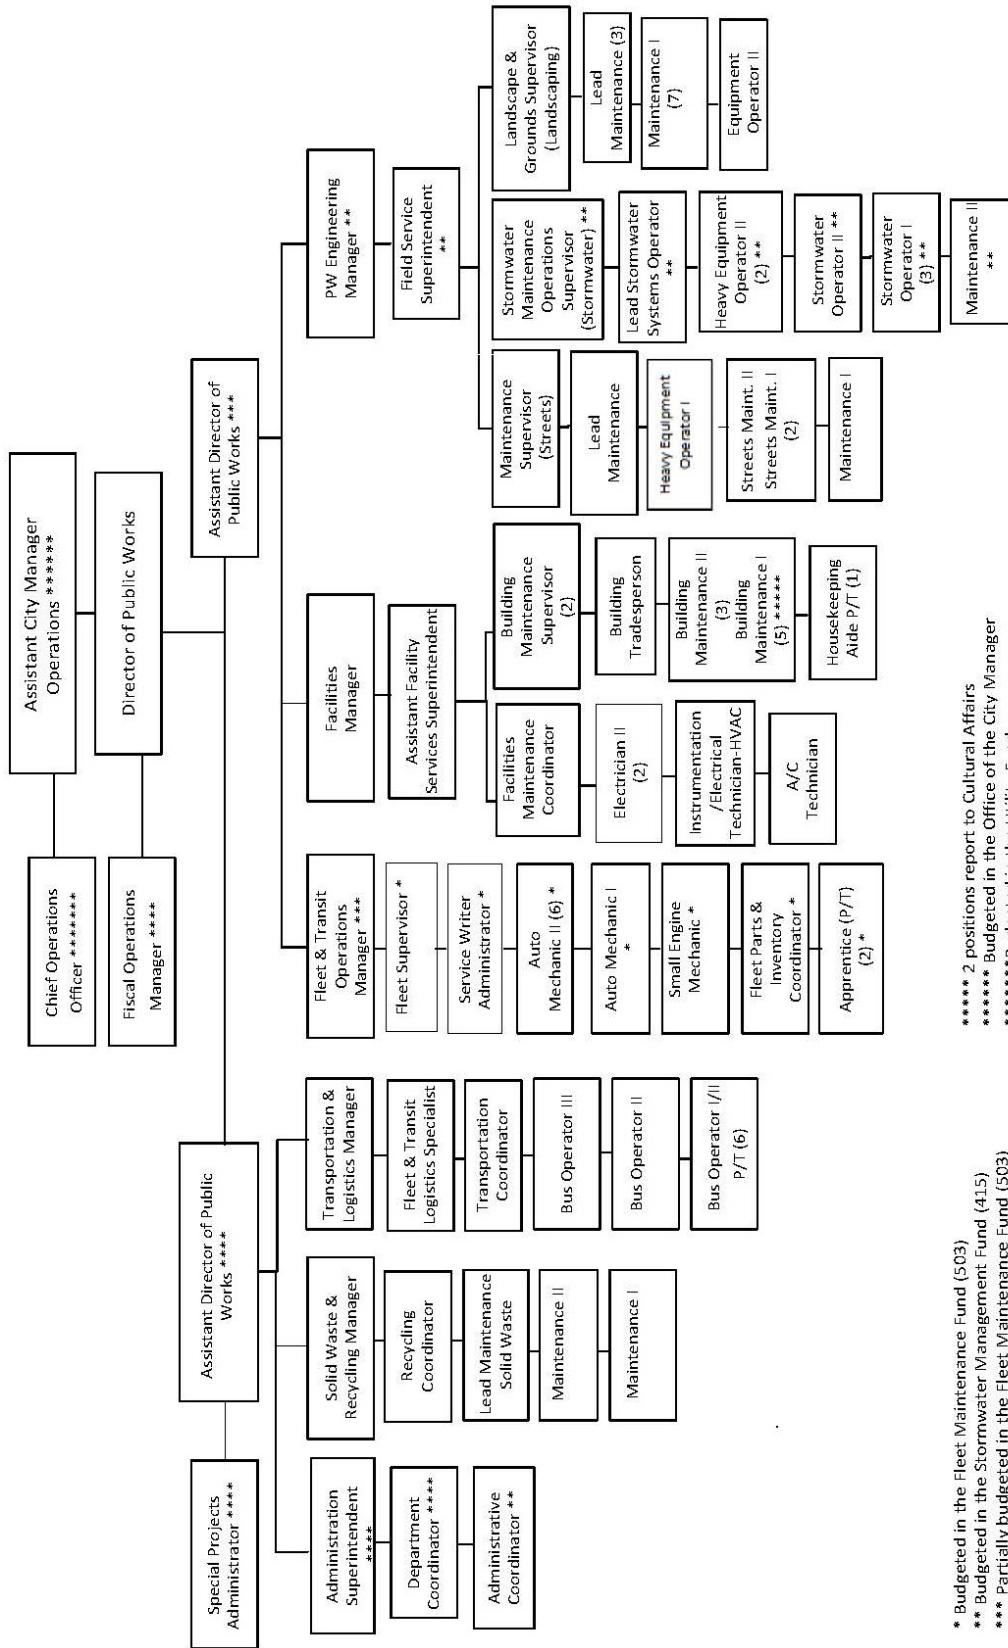 Assistant City Manager
Operations ******
Chief Operations
Officer *******
Director of Public Works
Fiscal Operations
Manager ****
Assistant Director of Public
Works ****
Special Projects
Administrator ****
Assistant Director of
Public Works ***
Administration
Superintendent
****
Department
Coordinator ****
Administrative
Coordinator **
Solid Waste &
Recycling Manager
Recycling
Coordinator
Lead Maintenance
Solid Waste
Maintenance II
Maintenance I
Transportation &
Logistics Manager
Fleet & Transit
Logistics Specialist
Transportation
Coordinator
Bus Operator III
Bus Operator II
Bus Operator I/II
P/T (6)
Fleet & Transit
Operations
Manager ***
Fleet Supervisor *
Service Writer
Administrator *
Auto
Mechanic II (6) *
Auto Mechanic I
*
Small Engine
Mechanic *
Fleet Parts &
Inventory
Coordinator *
Apprentice (P/T)
(2) *
Facilities
Manager
Assistant Facility
Services Superintendent
Facilities
Maintenance
Coordinator
Electrician II
(2)
Instrumentation
/Electrical
Technician-HVAC
A/C
Technician
Building
Maintenance
Supervisor
(2)
Building
Tradesperson
Building
Maintenance II
(3)
Building
Maintenance I
(5) *****
Housekeeping
Aide P/T (1)
PW Engineering
Manager **
Field Service
Superintendent
**
Maintenance
Supervisor
(Streets)
Lead
Maintenance
Heavy Equipment
Operator I
Streets Maint. II
Streets Maint. I
(2)
Maintenance I
Stormwater
Maintenance
Operations
Supervisor
(Stormwater) **
Lead Stormwater
Systems Operator
**
Heavy Equipment
Operator II
(2) **
Stormwater
Operator II **
Stormwater
Operator I
(3) **
Maintenance II
**
Landscape &
Grounds Supervisor
(Landscaping)
Lead
Maintenance (3)
Maintenance I
(7)
Equipment
Operator II
* Budgeted in the Fleet Maintenance Fund (503)
** Budgeted in the Stormwater Management Fund (415)
*** Partially budgeted in the Fleet Maintenance Fund (503)
***** 2 positions report to Cultural Affairs
****** Budgeted in the Office of the City Manager